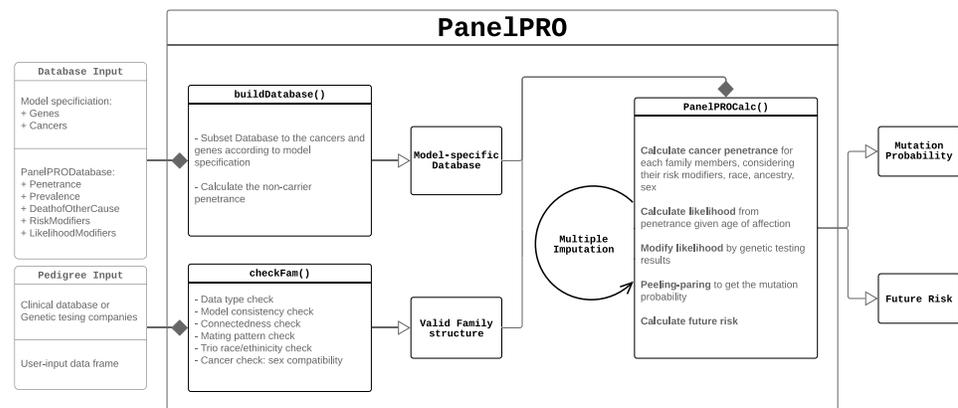 PanelPRO
Database Input
Model specificiation:
+ Genes
+ Cancers
PanelPRODatabase:
+ Penetrance
+ Prevalence
+ DeathofOtherCause
+ RiskModifiers
+ LikelihoodModifiers
Pedigree Input
Clinical database or
Genetic tesing companies
User-input data frame
buildDatabase()
- Subset Database to the cancers and
genes according to model
specification
- Calculate the non-carrier
penetrance
checkFam()
- Data type check
- Model consistency check
- Connectedness check
- Mating pattern check
- Trio race/ethinicity check
- Cancer check: sex compatibility
Model-specific
Database
Valid Family
structure
Multiple
Imputation
PanelPROCalc()
Calculate cancer penetrance for
each family members, considering
their risk modifiers, race, ancestry,
sex
Calculate likelihood from
penetrance given age of affection
Modify likelihood by genetic testing
results
Peeling-paring to get the mutation
probability
Calculate future risk
Mutation
Probability
Future Risk